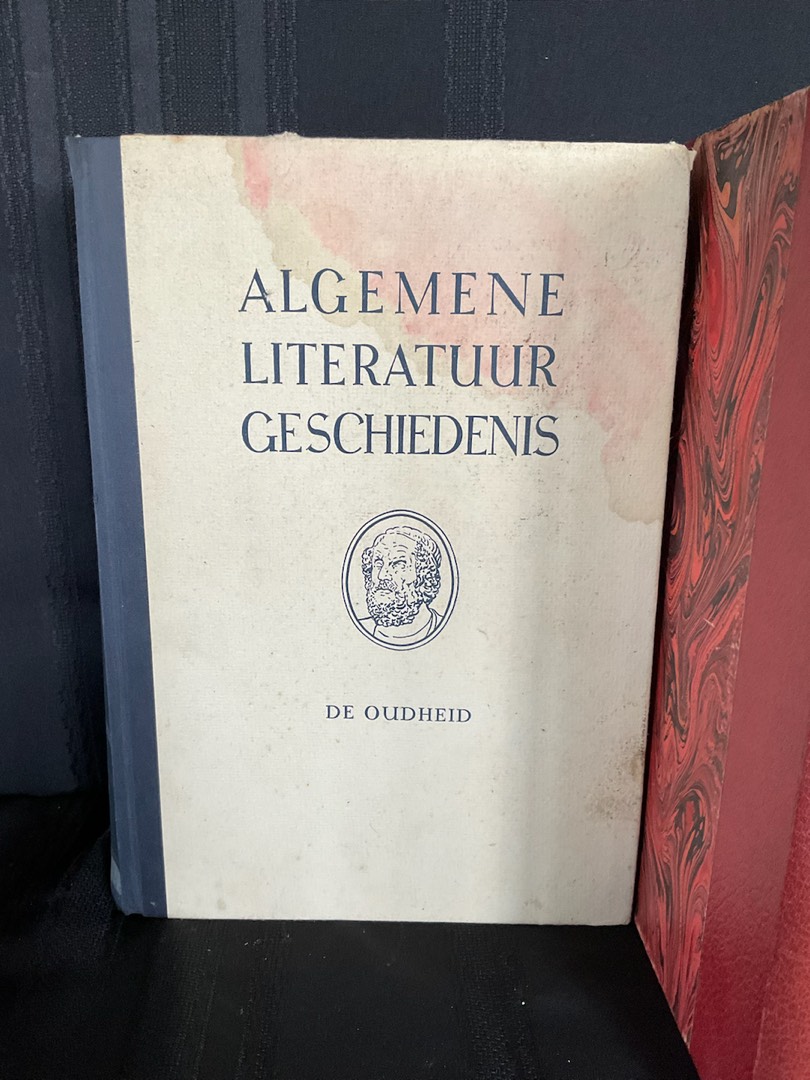 ALGEMENE
LITERATUUR
GESCHIEDENIS
DE OUDHEID